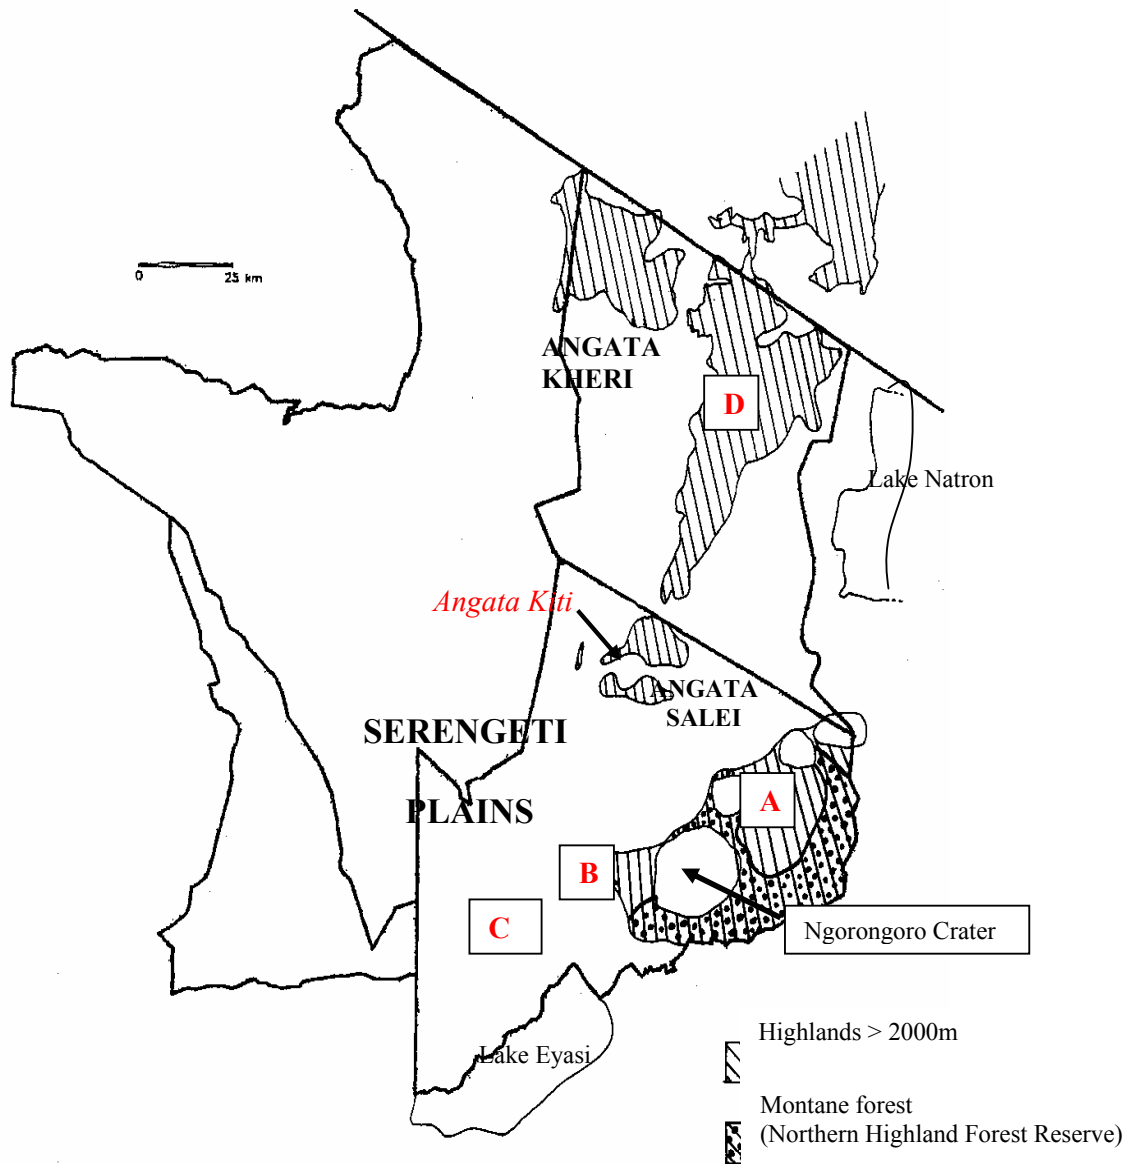 0 25 km
ANGATA
KHERI
D
Lake Natron
Angata Kiti
ANGATA
SALEI
SERENGETI
PLAINS
A
B
C
Ngorongoro Crater
Highlands > 2000m
Lake Eyasi
Montane forest
(Northern Highland Forest Reserve)